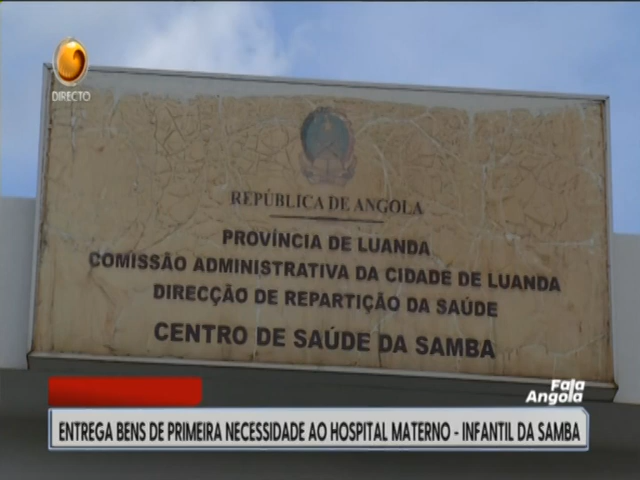 DIRECTO
REPÚBLICA DE ANGOLA
PROVÍNCIA DE LUANDA
COMISSÃO ADMINISTRATIVA DA CIDADE DE LUANDA
DIRECÇÃO DE REPARTIÇÃO DA SAÚDE
CENTRO DE SAÚDE DA SAMBA
Fala
Angola
ENTREGA BENS DE PRIMEIRA NECESSIDADE AO HOSPITAL MATERNO - INFANTIL DA SAMBA